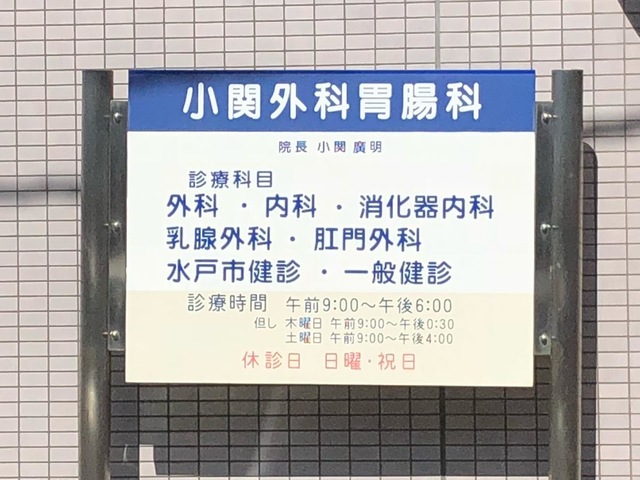 小関外科胃腸科
院長 小関 廣明
診療科目
外科 ・ 内科 ・ 消化器内科
乳腺外科 ・ 肛門外科
水戸市健診 ・ 一般健診
診療時間 午前9:00〜午後6:00
但し 木曜日 午前9:00〜午後0:30
土曜日 午前9:00〜午後4:00
休診日 日曜・祝日